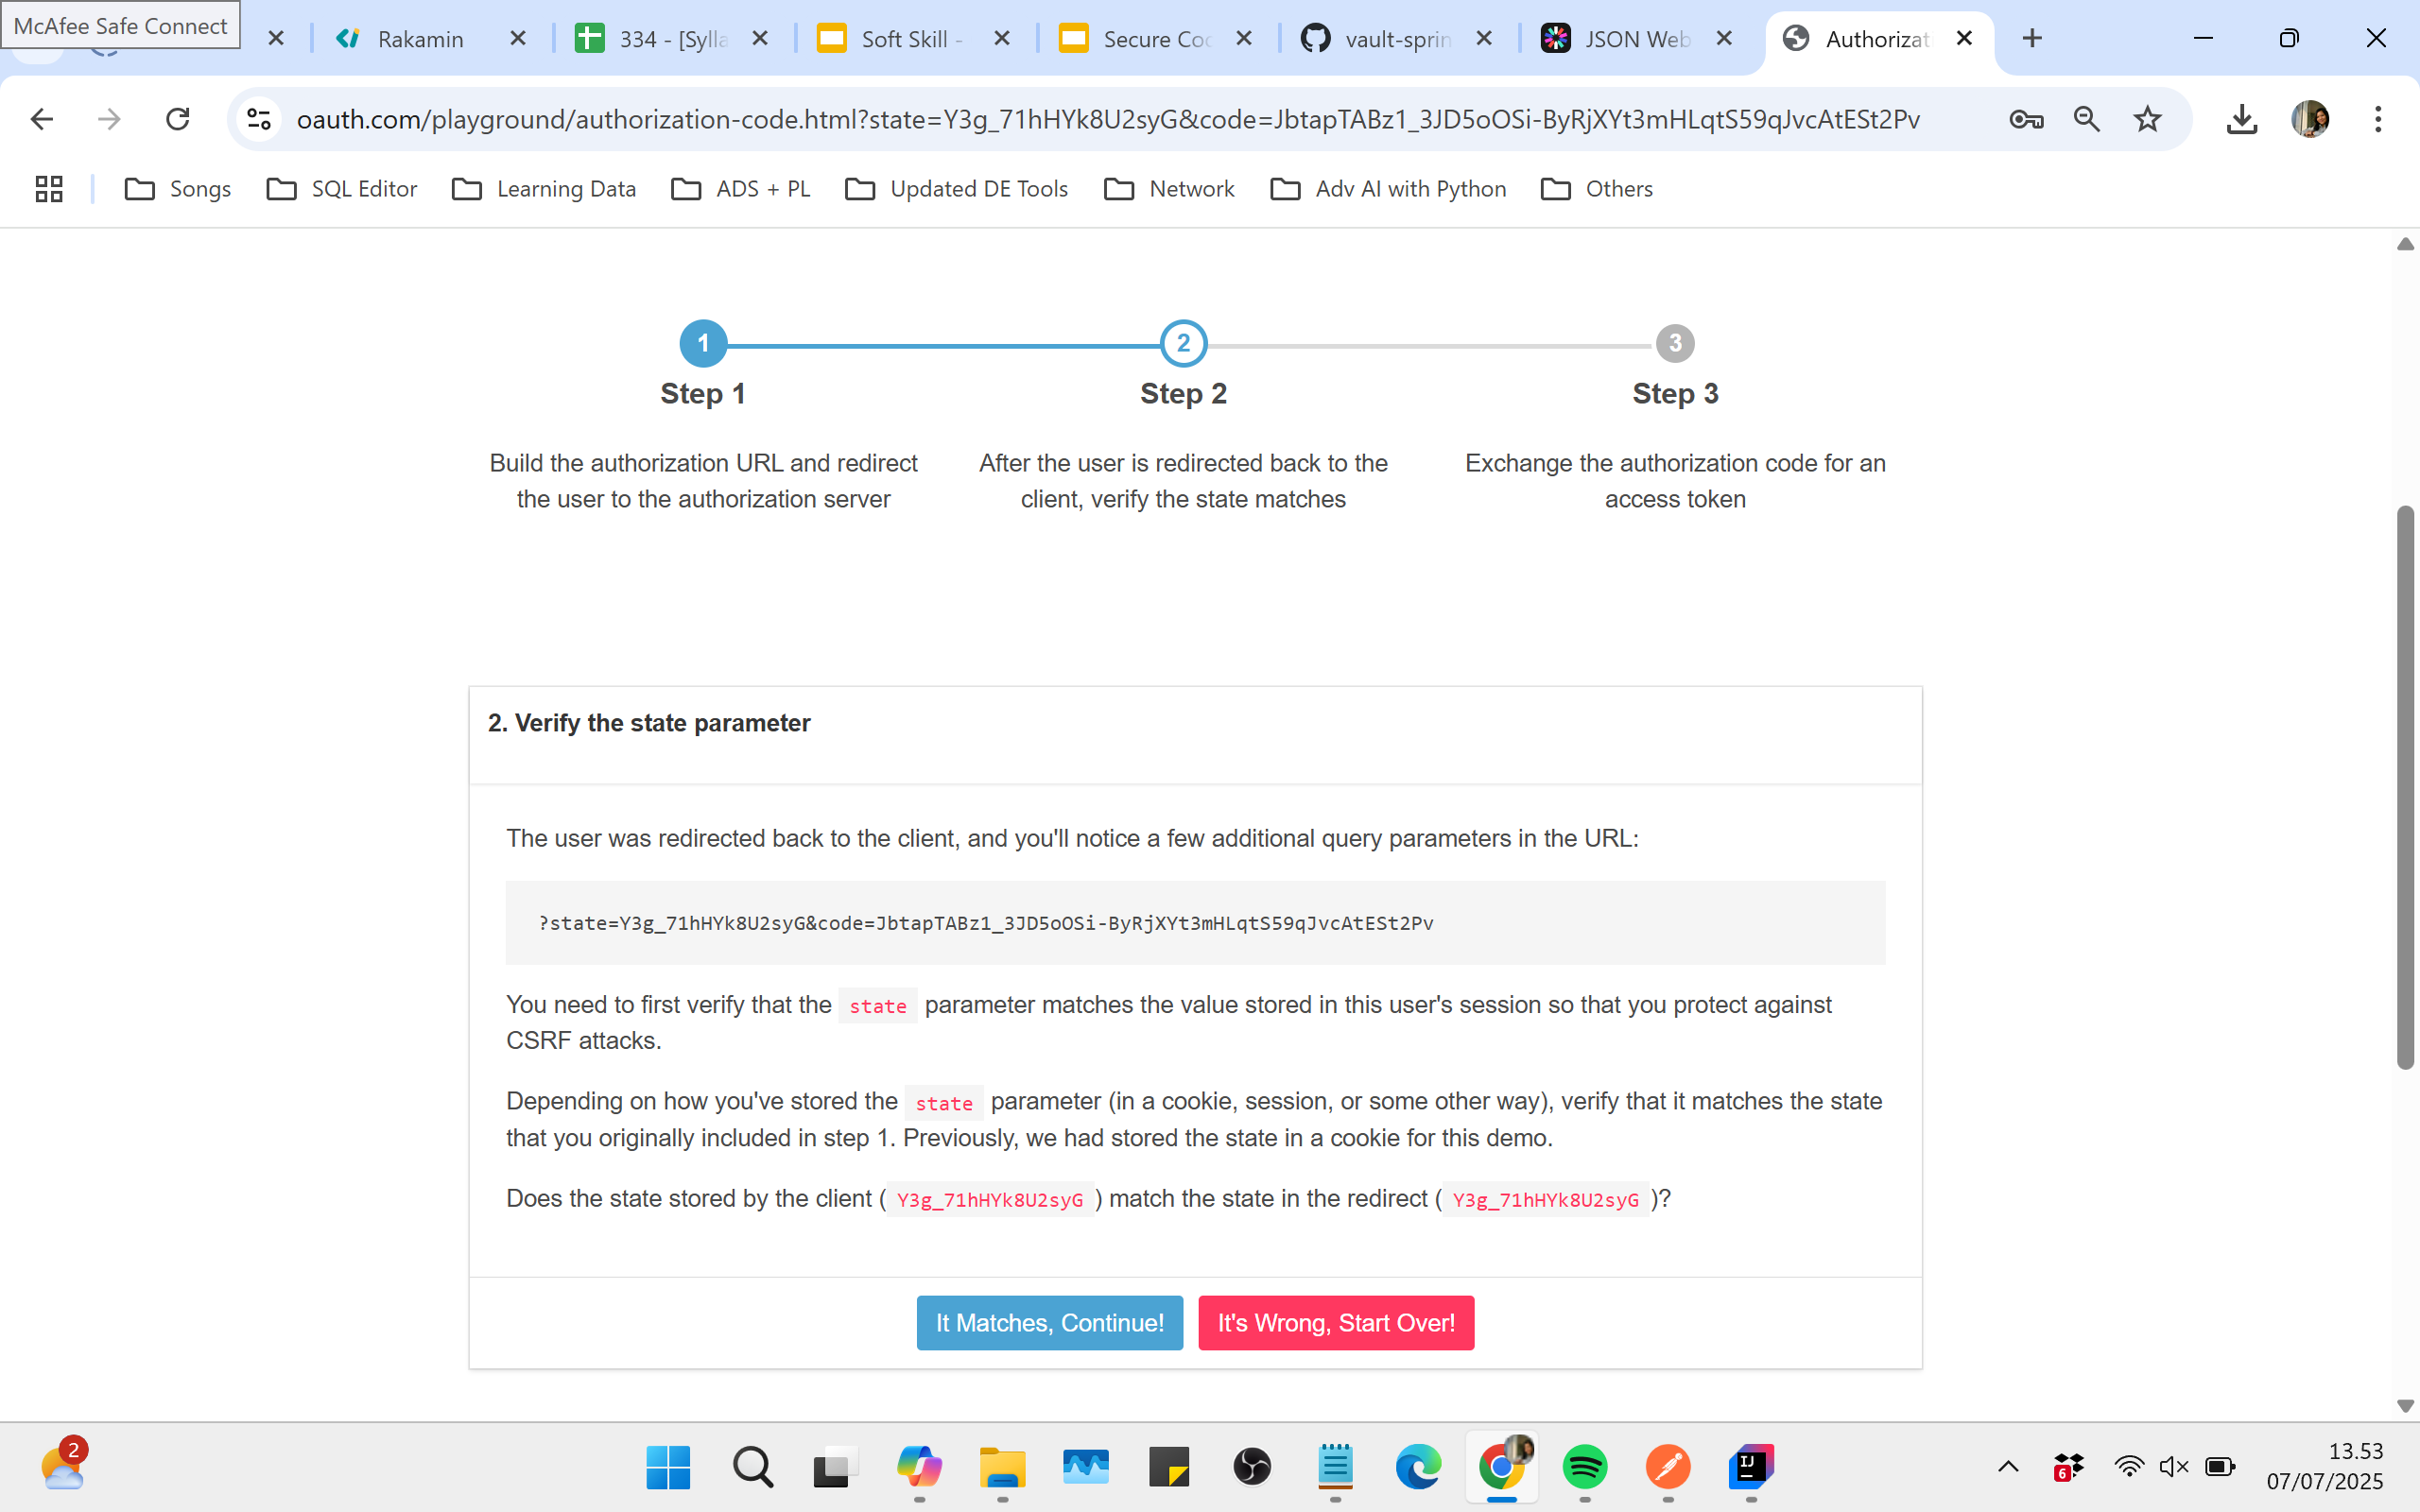 McAfee Safe Connect
Rakamin
334 - [Sylla
Soft Skill -
Secure Coc
vault-sprin
JSON Web
Authorizat
oauth.com/playground/authorization-code.html?state=Y3g_71hHYk8U2syG&code=JbtapTABz1_3JD5oOSi-ByRjXYt3mHLqtS59qJvcAtESt2Pv
Songs
SQL Editor
Learning Data
ADS + PL
Updated DE Tools
Network
Adv AI with Python
Others
1
2
3
Step 1
Step 2
Step 3
Build the authorization URL and redirect
the user to the authorization server
After the user is redirected back to the
client, verify the state matches
Exchange the authorization code for an
access token
2. Verify the state parameter
The user was redirected back to the client, and you'll notice a few additional query parameters in the URL:
?state=Y3g_71hHYk8U2syG&code=JbtapTABz1_3JD5oOSi-ByRjXYt3mHLqtS59qJvcAtESt2Pv
You need to first verify that the state parameter matches the value stored in this user's session so that you protect against
CSRF attacks.
Depending on how you've stored the state parameter (in a cookie, session, or some other way), verify that it matches the state
that you originally included in step 1. Previously, we had stored the state in a cookie for this demo.
Does the state stored by the client ( Y3g_71hHYk8U2syG ) match the state in the redirect ( Y3g_71hHYk8U2syG )?
It Matches, Continue!
It's Wrong, Start Over!
2
IJ
6
13.53
07/07/2025